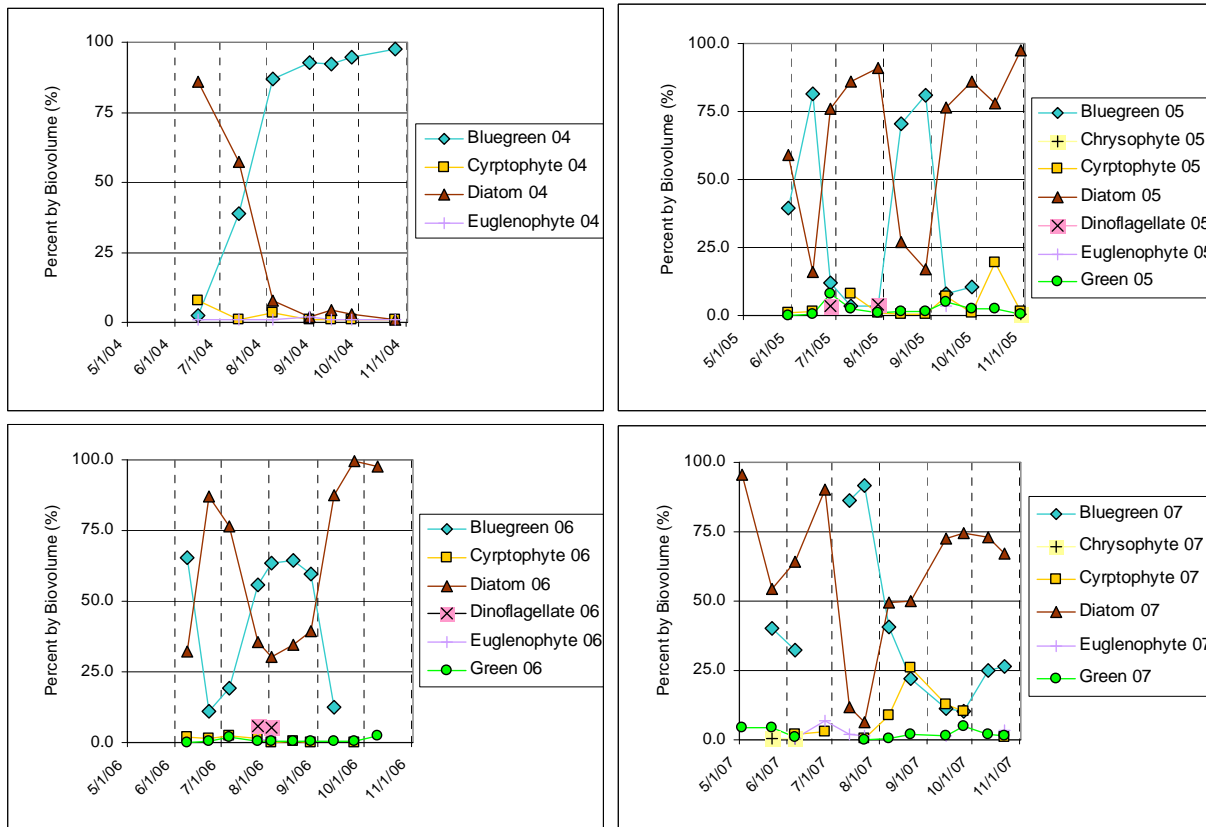 Percent by Biovolume (%)
100
75
50
25
0
5/1/04
6/1/04
7/1/04
8/1/04
9/1/04
10/1/04
11/1/04
Bluegreen 04
Cyrptophyte 04
Diatom 04
Euglenophyte 04
Percent by Biovolume (%)
100.0
75.0
50.0
25.0
0.0
5/1/05
6/1/05
7/1/05
8/1/05
9/1/05
10/1/05
11/1/05
Bluegreen 05
Chrysophyte 05
Cyrptophyte 05
Diatom 05
Dinoflagellate 05
Euglenophyte 05
Green 05
Percent by Biovolume (%)
100.0
75.0
50.0
25.0
0.0
5/1/06
6/1/06
7/1/06
8/1/06
9/1/06
10/1/06
11/1/06
Bluegreen 06
Cyrptophyte 06
Diatom 06
Dinoflagellate 06
Euglenophyte 06
Green 06
Percent by Biovolume (%)
100.0
75.0
50.0
25.0
0.0
5/1/07
6/1/07
7/1/07
8/1/07
9/1/07
10/1/07
11/1/07
Bluegreen 07
Chrysophyte 07
Cyrptophyte 07
Diatom 07
Euglenophyte 07
Green 07